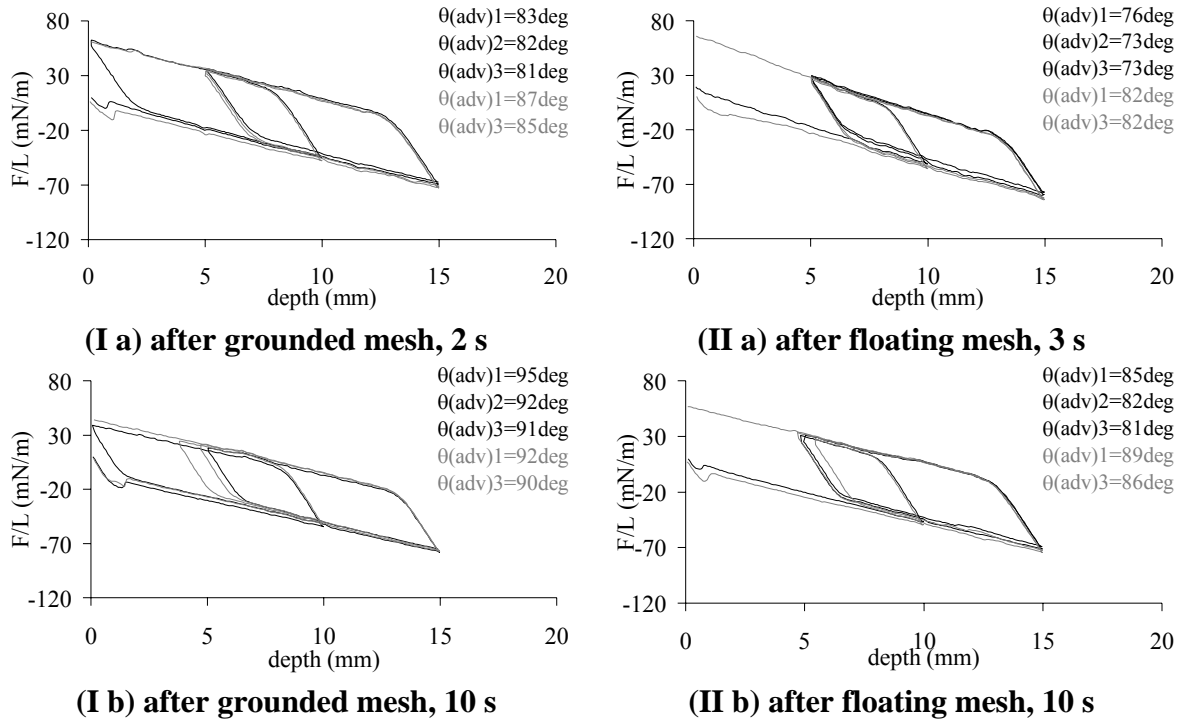 80
30
-20
-70
-120
F/L (mN/m)
0 5 10 15 20
depth (mm)
θ(adv)1=83deg
θ(adv)2=82deg
θ(adv)3=81deg
θ(adv)1=87deg
θ(adv)3=85deg
(I a) after grounded mesh, 2 s
80
30
-20
-70
-120
F/L (mN/m)
0 5 10 15 20
depth (mm)
θ(adv)1=76deg
θ(adv)2=73deg
θ(adv)3=73deg
θ(adv)1=82deg
θ(adv)3=82deg
(II a) after floating mesh, 3 s
80
30
-20
-70
-120
F/L (mN/m)
0 5 10 15 20
depth (mm)
θ(adv)1=95deg
θ(adv)2=92deg
θ(adv)3=91deg
θ(adv)1=92deg
θ(adv)3=90deg
(I b) after grounded mesh, 10 s
80
30
-20
-70
-120
F/L (mN/m)
0 5 10 15 20
depth (mm)
θ(adv)1=85deg
θ(adv)2=82deg
θ(adv)3=81deg
θ(adv)1=89deg
θ(adv)3=86deg
(II b) after floating mesh, 10 s